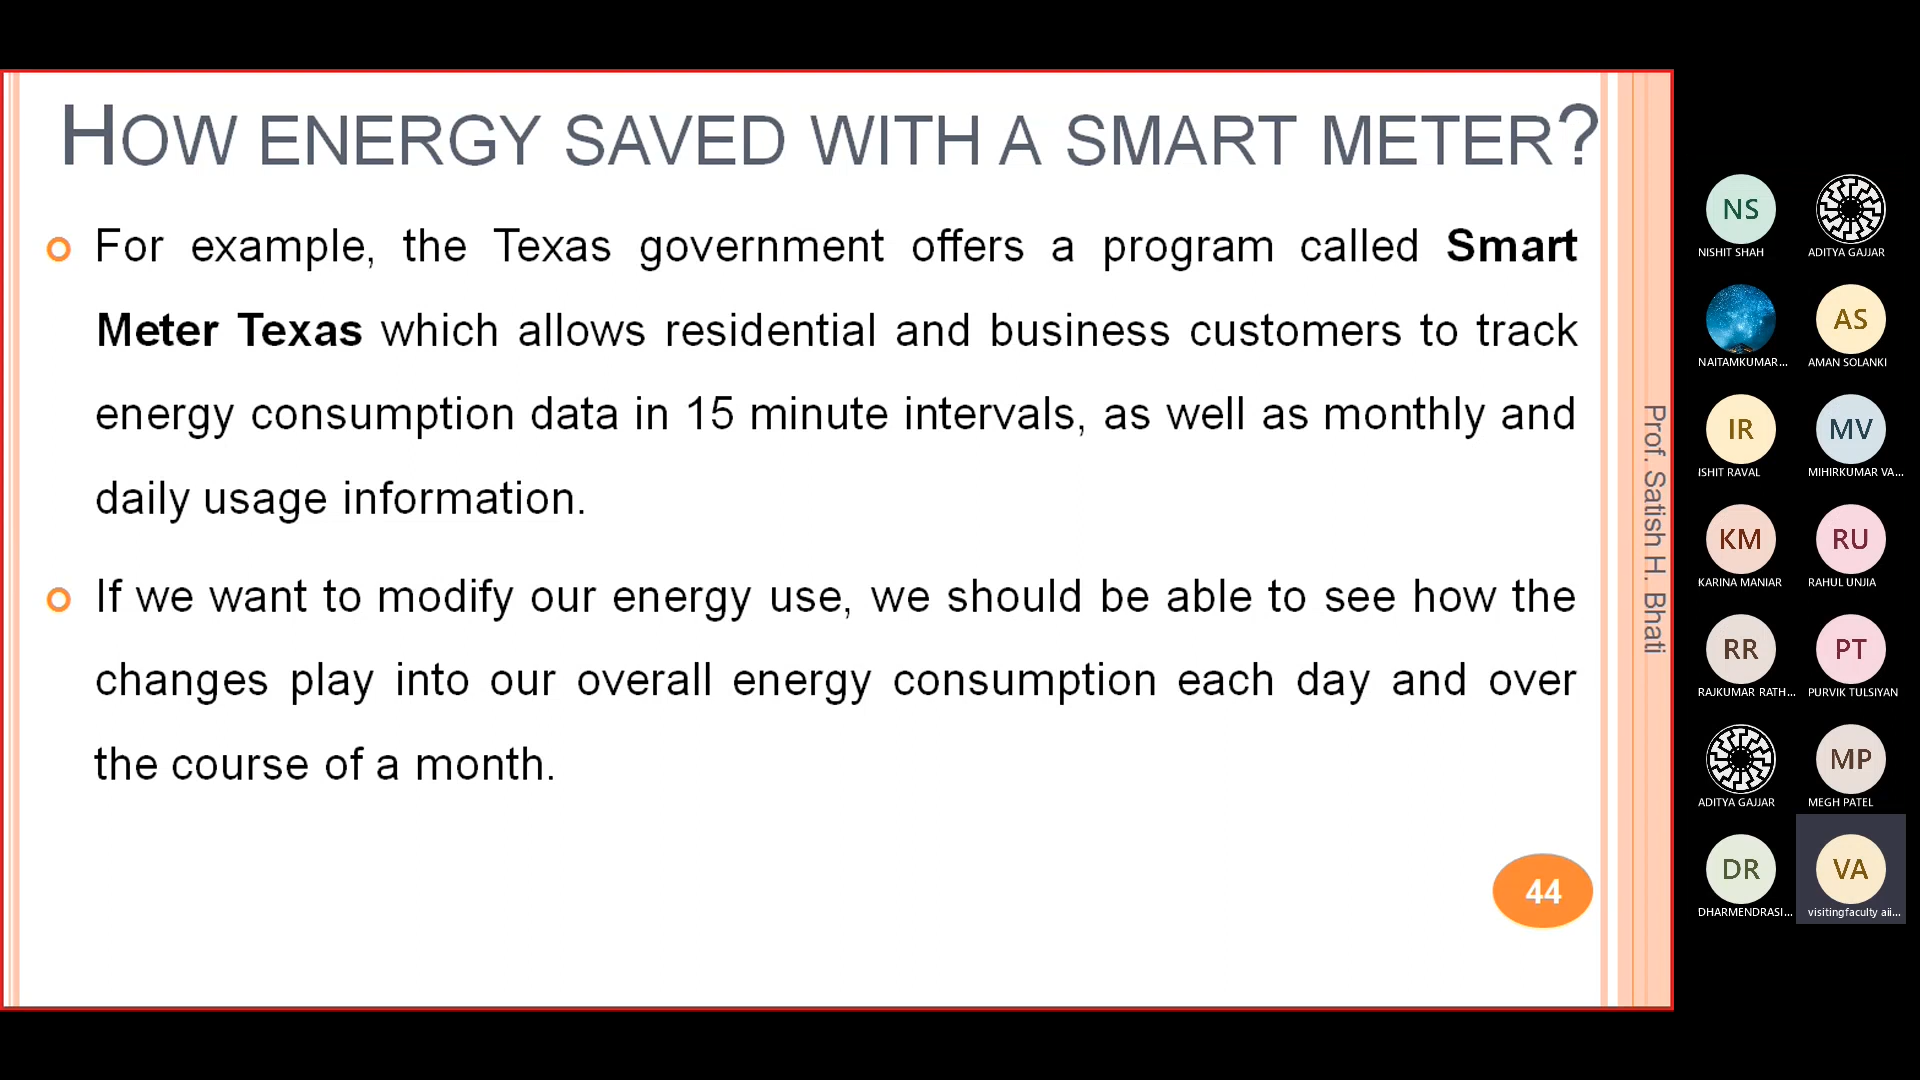 HOW ENERGY SAVED WITH A SMART METER?
For example, the Texas government offers a program called Smart
Meter Texas which allows residential and business customers to track
energy consumption data in 15 minute intervals, as well as monthly and
daily usage information.
If we want to modify our energy use, we should be able to see how the
changes play into our overall energy consumption each day and over
the course of a month.
44
Prof. Satish H. Bhati
NS
NISHIT SHAH
ADITYA GAJJAR
NAITAMKUMAR...
AS
AMAN SOLANKI
IR
ISHIT RAVAL
MV
MIHIRKUMAR VA...
KM
KARINA MANIAR
RU
RAHUL UNJIA
RR
RAJKUMAR RATH...
PT
PURVIK TULSIYAN
ADITYA GAJJAR
MP
MEGH PATEL
DR
DHARMENDRASI...
VA
visitingfaculty aii...